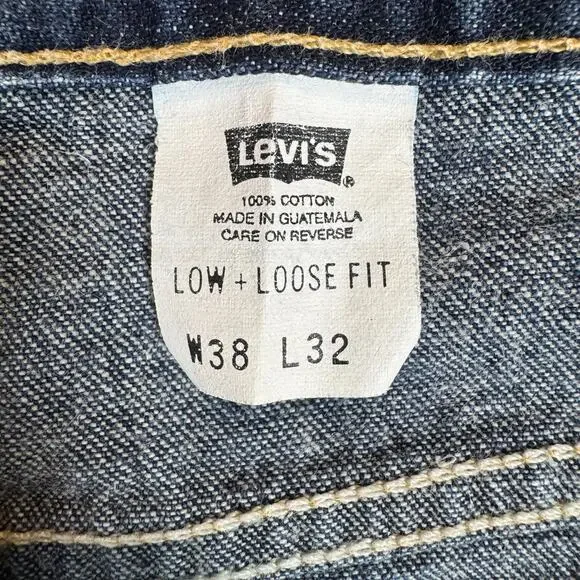 Levi's ®
100% COTTON
MADE IN GUATEMALA
CARE ON REVERSE
LOW + LOOSE FIT
W38 L32